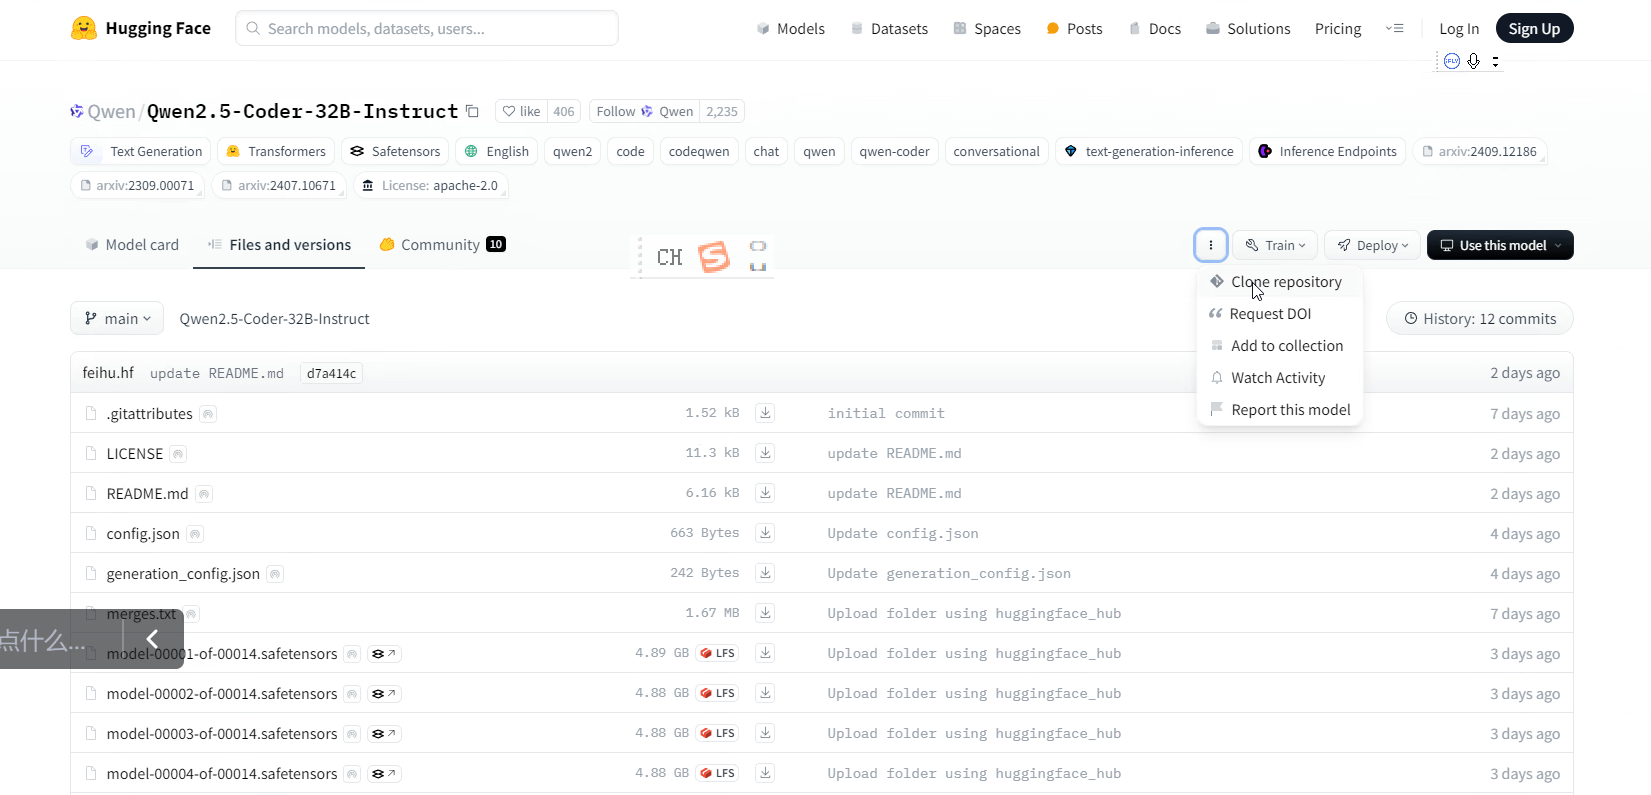 Hugging Face
Search models, datasets, users...
Models
Datasets
Spaces
Posts
Docs
Solutions
Pricing
Log In
Sign Up
iFLY
Qwen/Qwen2.5-Coder-32B-Instruct
like 406
Follow Qwen 2,235
Text Generation
Transformers
Safetensors
English
qwen2
code
codeqwen
chat
qwen
qwen-coder
conversational
text-generation-inference
Inference Endpoints
arxiv:2409.12186
arxiv:2309.00071
arxiv:2407.10671
License: apache-2.0
Model card
Files and versions
Community 10
CH S
Train
Deploy
Use this model
Clone repository
Request DOI
Add to collection
Watch Activity
Report this model
main
Qwen2.5-Coder-32B-Instruct
History: 12 commits
feihu.hf update README.md d7a414c 2 days ago
.gitattributes 1.52 kB initial commit 7 days ago
LICENSE 11.3 kB update README.md 2 days ago
README.md 6.16 kB update README.md 2 days ago
config.json 663 Bytes Update config.json 4 days ago
generation_config.json 242 Bytes Update generation_config.json 4 days ago
merges.txt 1.67 MB Upload folder using huggingface_hub 7 days ago
点什么...
model-00001-of-00014.safetensors 4.89 GB LFS Upload folder using huggingface_hub 3 days ago
model-00002-of-00014.safetensors 4.88 GB LFS Upload folder using huggingface_hub 3 days ago
model-00003-of-00014.safetensors 4.88 GB LFS Upload folder using huggingface_hub 3 days ago
model-00004-of-00014.safetensors 4.88 GB LFS Upload folder using huggingface_hub 3 days ago